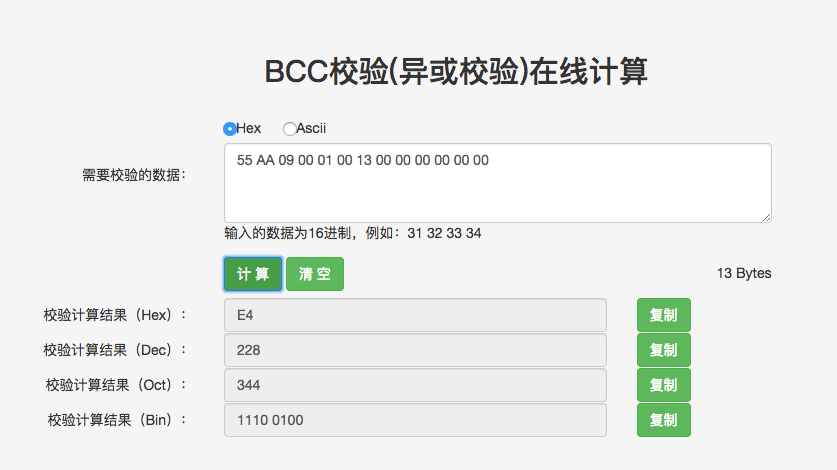 BCC校验(异或校验)在线计算
Hex Ascii
需要校验的数据：
55 AA 09 00 01 00 13 00 00 00 00 00 00
输入的数据为16进制，例如：31 32 33 34
计 算 清 空 13 Bytes
校验计算结果（Hex）： E4 复制
校验计算结果（Dec）： 228 复制
校验计算结果（Oct）： 344 复制
校验计算结果（Bin）： 1110 0100 复制